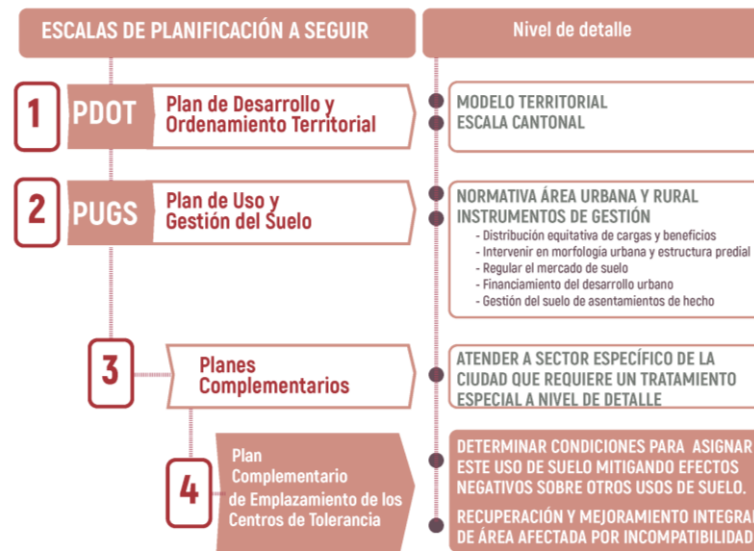 ESCALAS DE PLANIFICACIÓN A SEGUIR
Nivel de detalle
1
PDOT
Plan de Desarrollo y
Ordenamiento Territorial
MODELO TERRITORIAL
ESCALA CANTONAL
2
PUGS
Plan de Uso y
Gestión del Suelo
NORMATIVA ÁREA URBANA Y RURAL
INSTRUMENTOS DE GESTIÓN
- Distribución equitativa de cargas y beneficios
- Intervenir en morfología urbana y estructura predial
- Regular el mercado de suelo
- Financiamiento del desarrollo urbano
- Gestión del suelo de asentamientos de hecho
3
Planes
Complementarios
ATENDER A SECTOR ESPECÍFICO DE LA
CIUDAD QUE REQUIERE UN TRATAMIENTO
ESPECIAL A NIVEL DE DETALLE
4
Plan
Complementario
de Emplazamiento de los
Centros de Tolerancia
DETERMINAR CONDICIONES PARA ASIGNAR
ESTE USO DE SUELO MITIGANDO EFECTOS
NEGATIVOS SOBRE OTROS USOS DE SUELO.
RECUPERACIÓN Y MEJORAMIENTO INTEGRAL
DE ÁREA AFECTADA POR INCOMPATIBILIDAD